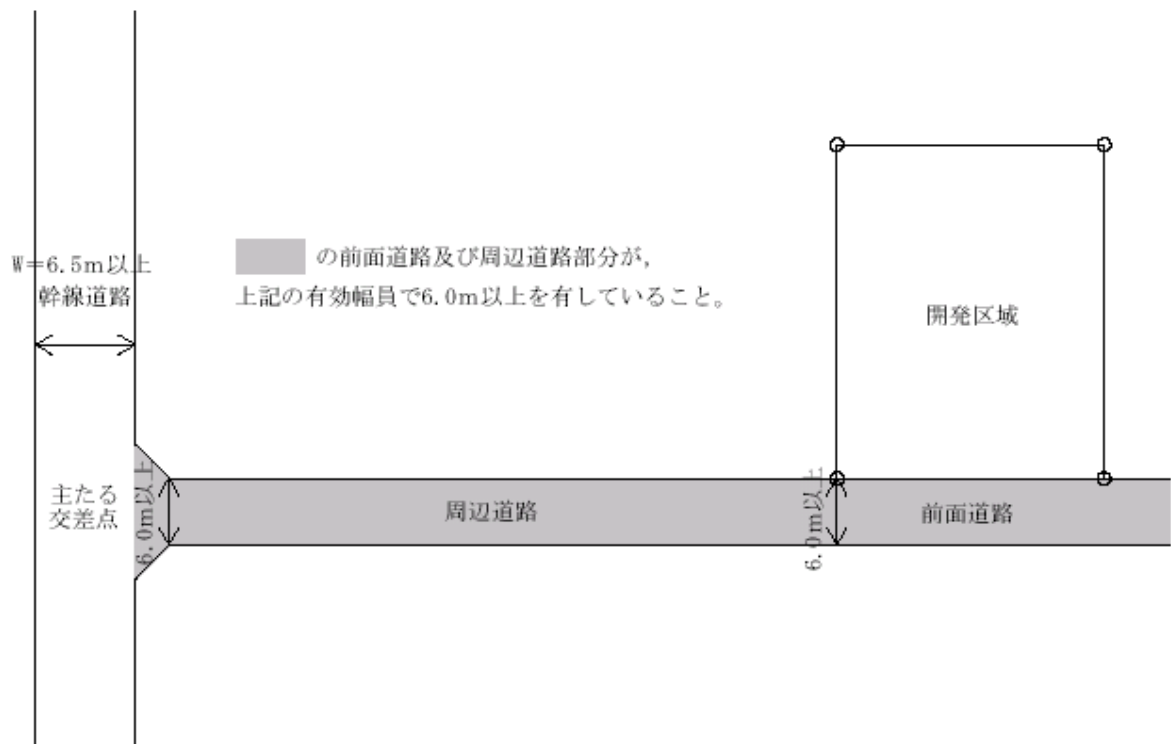 W＝6.5m以上
幹線道路
の前面道路及び周辺道路部分が，
上記の有効幅員で6.0m以上を有していること。
開発区域
主たる
交差点
6.0m以上
周辺道路
6.0m以上
前面道路